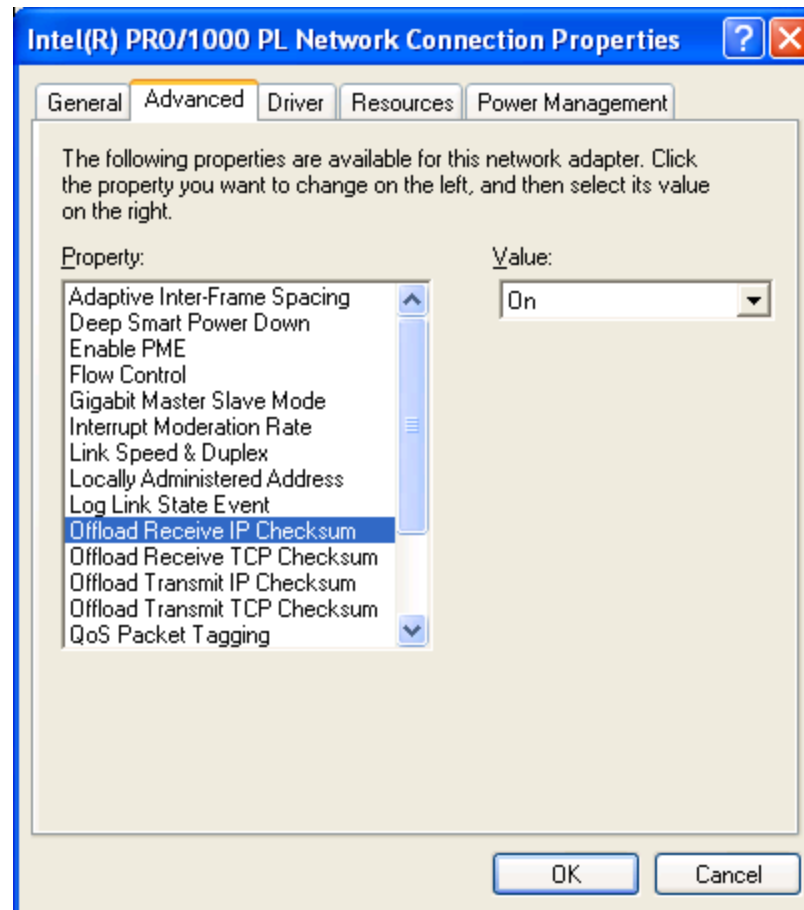 Intel(R) PRO/1000 PL Network Connection Properties
General Advanced Driver Resources Power Management
The following properties are available for this network adapter. Click
the property you want to change on the left, and then select its value
on the right.
Property:
Adaptive Inter-Frame Spacing
Deep Smart Power Down
Enable PME
Flow Control
Gigabit Master Slave Mode
Interrupt Moderation Rate
Link Speed & Duplex
Locally Administered Address
Log Link State Event
Offload Receive IP Checksum
Offload Receive TCP Checksum
Offload Transmit IP Checksum
Offload Transmit TCP Checksum
QoS Packet Tagging
Value:
On
OK Cancel